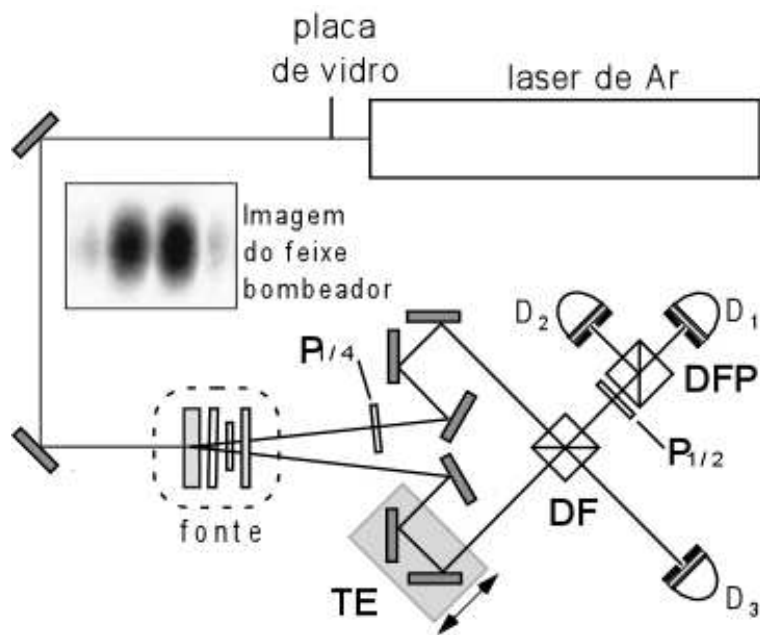 placa
de vidro
laser de Ar
Imagem
do feixe
bombeador
D2
D1
P1/4
DFP
P1/2
DF
fonte
TE
D3